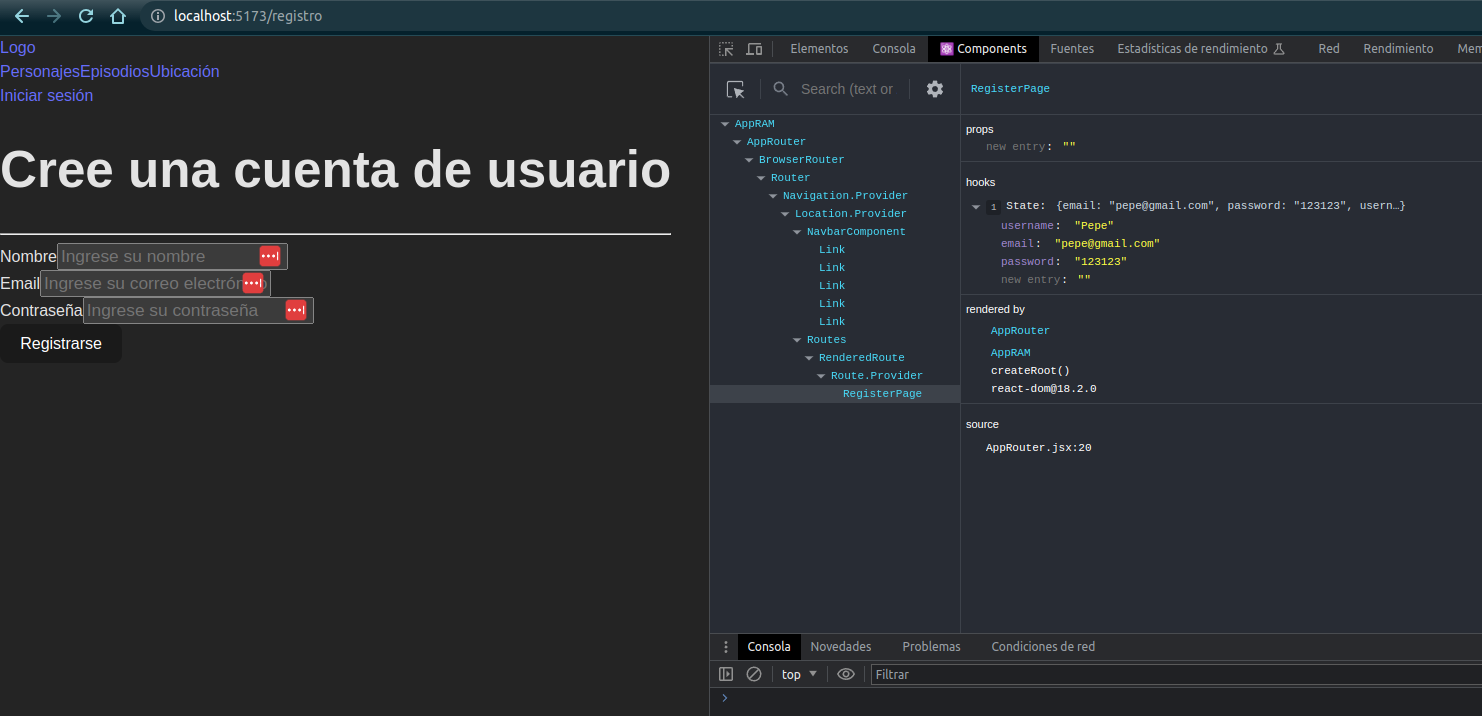 localhost:5173/registro
Logo
PersonajesEpisodiosUbicación
Iniciar sesión
Cree una cuenta de usuario
Nombre Ingrese su nombre
Email Ingrese su correo electrón o
Contraseña Ingrese su contraseña
Registrarse
Elementos Consola Components Fuentes Estadísticas de rendimiento Red Rendimiento Mem
Search (text or
AppRAM
AppRouter
BrowserRouter
Router
Navigation.Provider
Location.Provider
NavbarComponent
Link
Link
Link
Link
Link
Routes
RenderedRoute
Route.Provider
RegisterPage
RegisterPage
props
new entry: ""
hooks
1 State: {email: "pepe@gmail.com", password: "123123", usern…}
username: "Pepe"
email: "pepe@gmail.com"
password: "123123"
new entry: ""
rendered by
AppRouter
AppRAM
createRoot()
react-dom@18.2.0
source
AppRouter.jsx:20
Consola Novedades Problemas Condiciones de red
top Filtrar